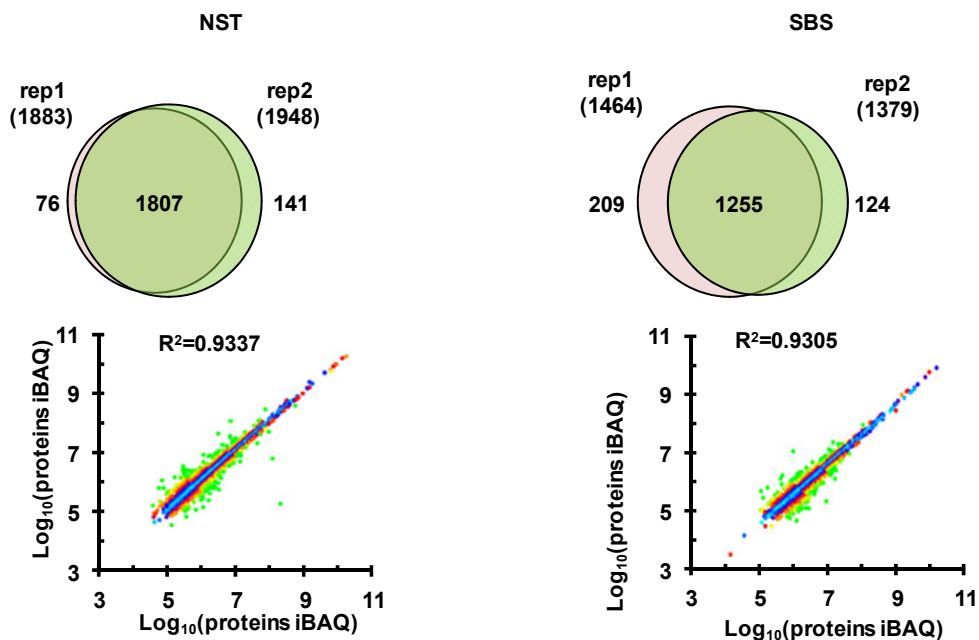 NST
rep1
(1883)
rep2
(1948)
76
1807
141
SBS
rep1
(1464)
rep2
(1379)
209
1255
124
R²=0.9337
Log₁₀(proteins iBAQ)
11
9
7
5
3
3 5 7 9 11
Log₁₀(proteins iBAQ)
R²=0.9305
Log₁₀(proteins iBAQ)
11
9
7
5
3
3 5 7 9 11
Log₁₀(proteins iBAQ)